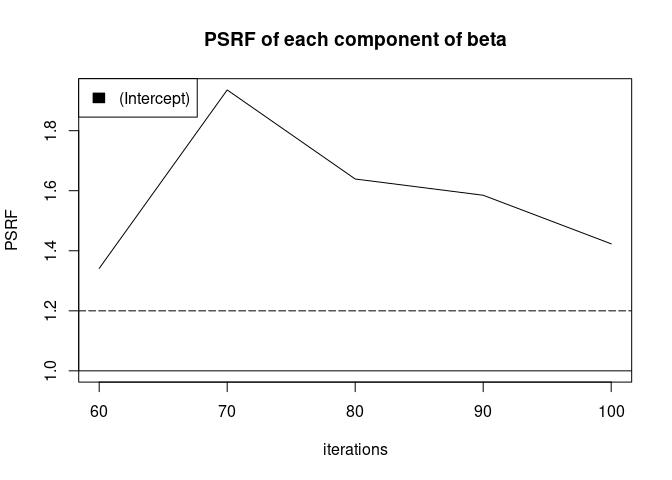 PSRF of each component of beta
(Intercept)
PSRF
1.8
1.6
1.4
1.2
1.0
60 70 80 90 100
iterations